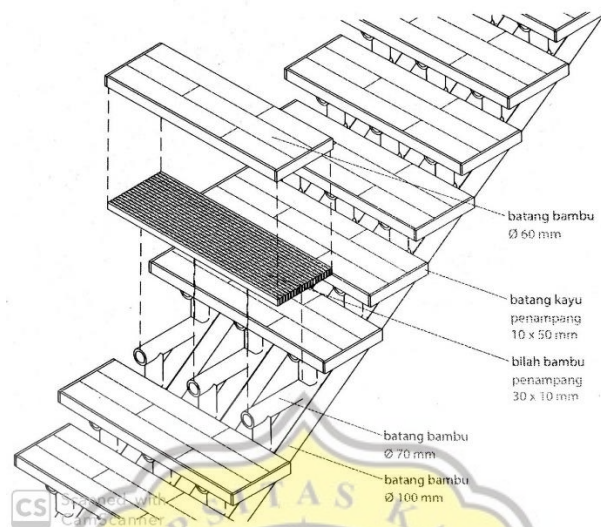 batang bambu
Ø 60 mm
batang kayu
penampang
10 x 50 mm
bilah bambu
penampang
30 x 10 mm
batang bambu
Ø 70 mm
batang bambu
Ø 100 mm
CS Scanned with
CamScanner
SITAS K